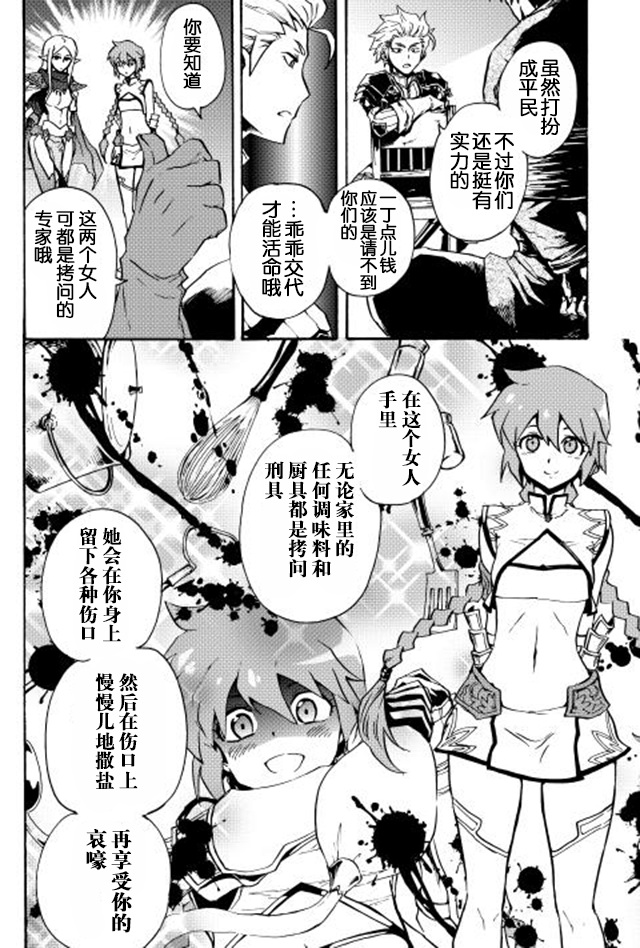 虽然打扮
成平民
不过你们
还是挺有
实力的
一丁点儿钱
应该是请不到
你们的
…乖乖交代
才能活命哦
你要
知道
这两个女人
可都是拷问的
专家哦
在这个女人
手里
无论家里的
任何调味料和
厨具都是拷问
刑具
她会在你身上
留下各种伤口
然后在伤口上
慢慢儿地撒盐
再享受你的
哀嚎